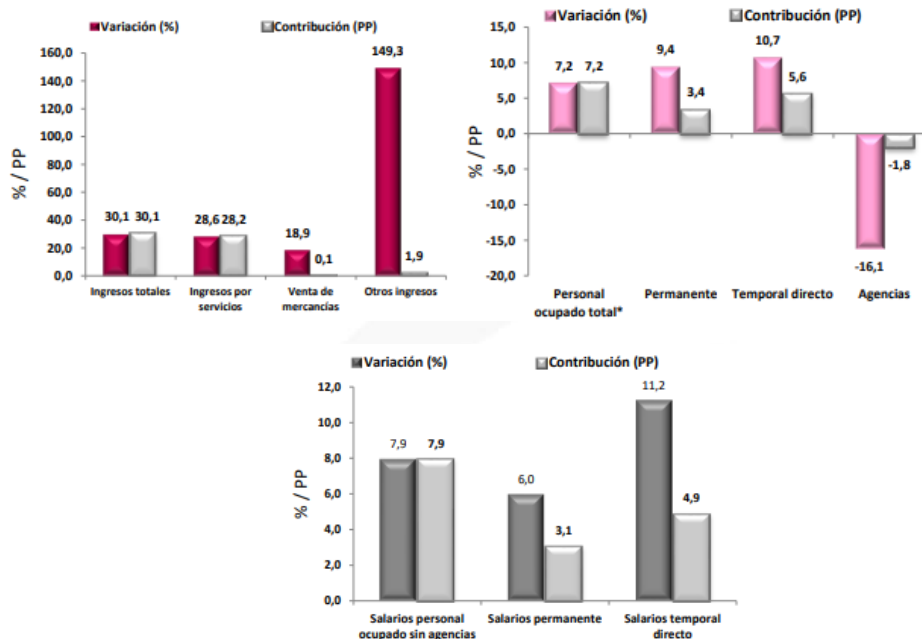 Variación (%) Contribución (PP)
% / PP
160,0
140,0
120,0
100,0
80,0
60,0
40,0
20,0
0,0
30,1 30,1
28,6 28,2
18,9 0,1
149,3 1,9
Ingresos totales
Ingresos por
servicios
Venta de
mercancías
Otros ingresos
Variación (%) Contribución (PP)
% / PP
15,0
10,0
5,0
0,0
-5,0
-10,0
-15,0
-20,0
7,2 7,2
9,4 3,4
10,7 5,6
-16,1 -1,8
Personal
ocupado total*
Permanente
Temporal directo
Agencias
Variación (%) Contribución (PP)
% / PP
12,0
10,0
8,0
6,0
4,0
2,0
0,0
7,9 7,9
6,0 3,1
11,2 4,9
Salarios personal
ocupado sin agencias
Salarios permanente
Salarios temporal
directo